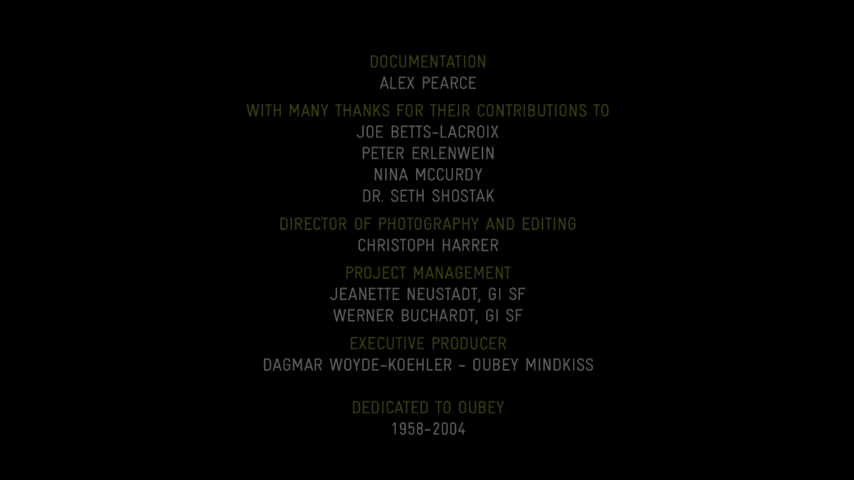 DOCUMENTATION
ALEX PEARCE
WITH MANY THANKS FOR THEIR CONTRIBUTIONS TO
JOE BETTS-LACROIX
PETER ERLENWEIN
NINA MCCURDY
DR. SETH SHOSTAK
DIRECTOR OF PHOTOGRAPHY AND EDITING
CHRISTOPH HARRER
PROJECT MANAGEMENT
JEANETTE NEUSTADT, GI SF
WERNER BUCHARDT, GI SF
EXECUTIVE PRODUCER
DAGMAR WOYDE-KOEHLER - OUBEY MINDKISS
DEDICATED TO OUBEY
1958-2004